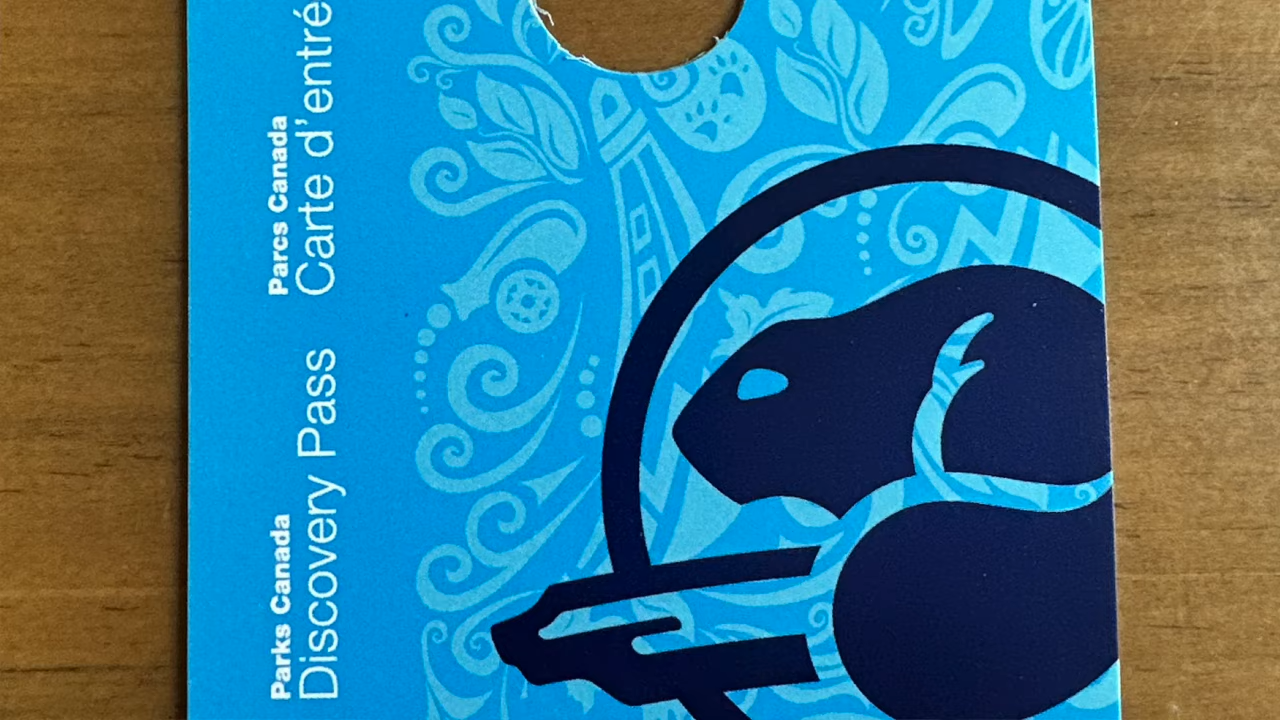 Parks Canada
Discovery Pass
Parcs Canada
Carte d'entré